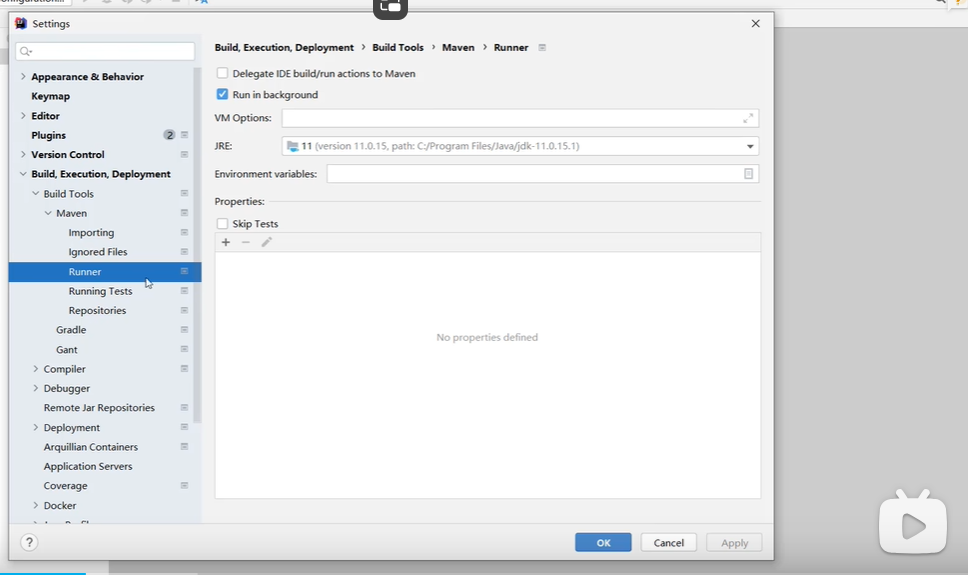 Settings
Build, Execution, Deployment › Build Tools › Maven › Runner
Appearance & Behavior
Keymap
Editor
Plugins 2
Version Control
Build, Execution, Deployment
Build Tools
Maven
Importing
Ignored Files
Runner
Running Tests
Repositories
Gradle
Gant
Compiler
Debugger
Remote Jar Repositories
Deployment
Arquillian Containers
Application Servers
Coverage
Docker
Delegate IDE build/run actions to Maven
Run in background
VM Options:
JRE: 11 (version 11.0.15, path: C:/Program Files/Java/jdk-11.0.15.1)
Environment variables:
Properties:
Skip Tests
No properties defined
? OK Cancel Apply